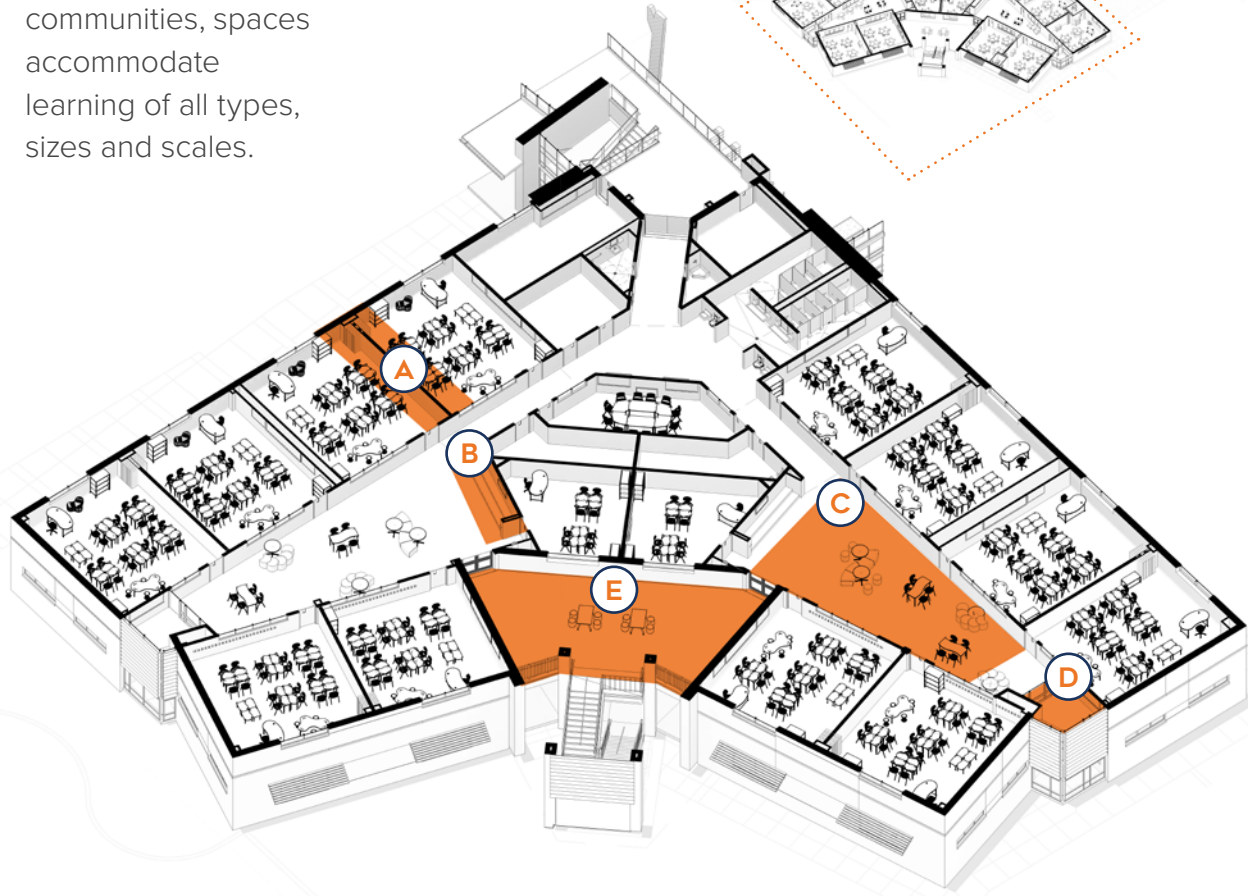 communities, spaces
accommodate
learning of all types,
sizes and scales.
A
B
C
E
D